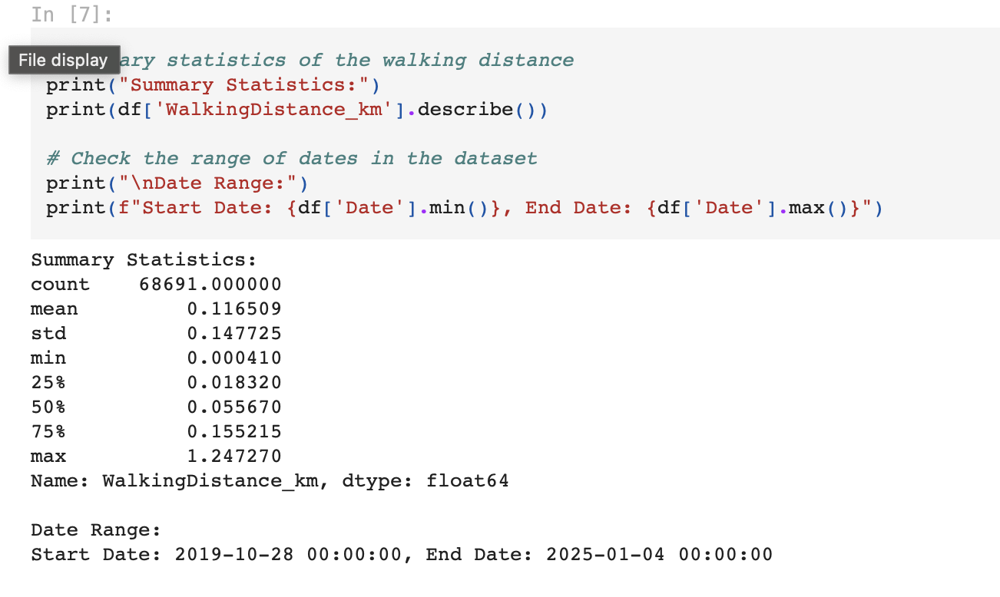 In [7]:
File display
ary statistics of the walking distance
print("Summary Statistics:")
print(df['WalkingDistance_km'].describe())
# Check the range of dates in the dataset
print("\nDate Range:")
print(f"Start Date: {df['Date'].min()}, End Date: {df['Date'].max()}")
Summary Statistics:
count    68691.000000
mean         0.116509
std          0.147725
min          0.000410
25%          0.018320
50%          0.055670
75%          0.155215
max          1.247270
Name: WalkingDistance_km, dtype: float64
Date Range:
Start Date: 2019-10-28 00:00:00, End Date: 2025-01-04 00:00:00